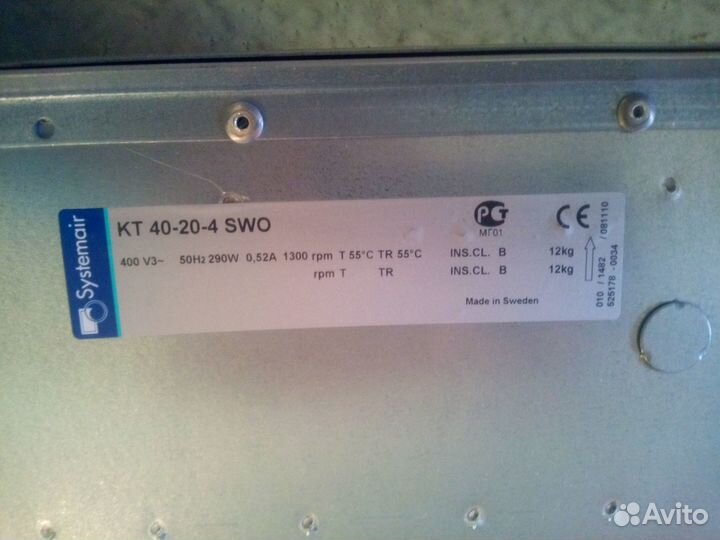 Systemair
KT 40-20-4 SWO
400 V3~ 50Hz 290W 0,52A 1300 rpm T 55°C TR 55°C INS.CL. B 12kg
rpm T TR INS.CL. B 12kg
РСТ
МГ01
CE
Made in Sweden
010 / 1482 / 081110
525178 - 0034
Avito